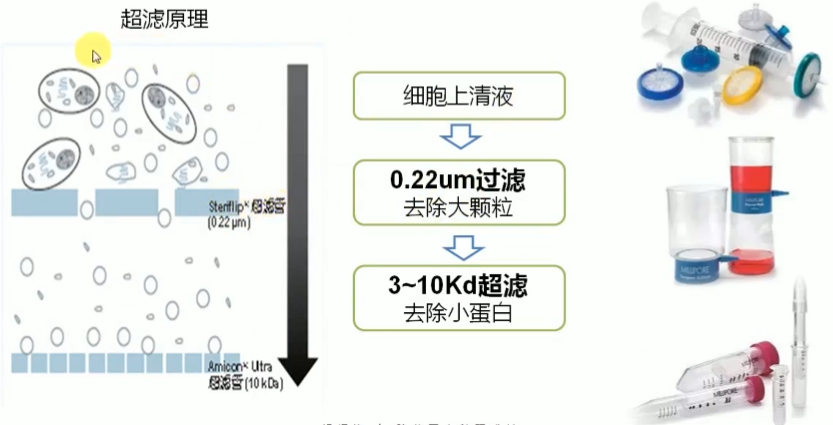 超滤原理
细胞上清液
0.22um过滤
去除大颗粒
Steriflip* 超滤管
(0.22 μm)
3~10Kd超滤
去除小蛋白
Amicon* Ultra
超滤管(10 kDa)
MILLIPORE